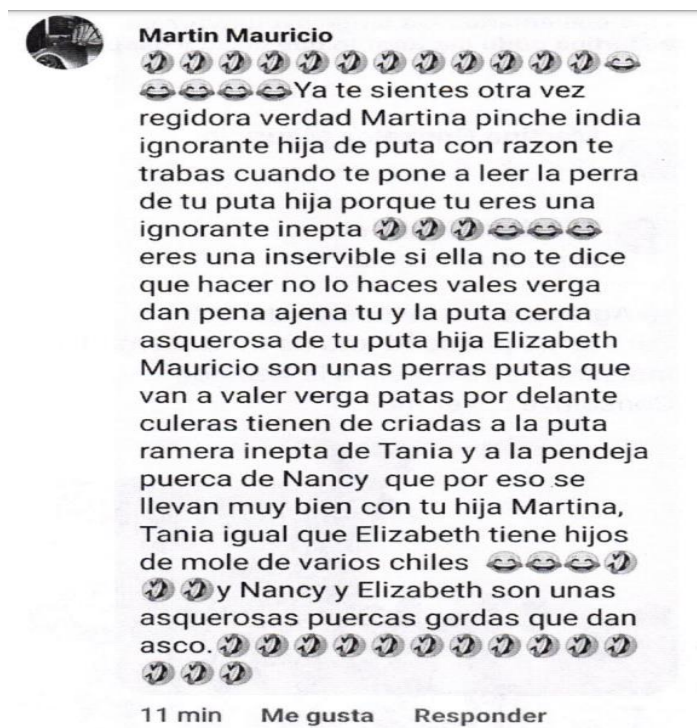 Martin Mauricio
🤣🤣🤣🤣🤣🤣🤣🤣🤣🤣🤣🤣😂
😂😂😂😂Ya te sientes otra vez
regidora verdad Martina pinche india
ignorante hija de puta con razon te
trabas cuando te pone a leer la perra
de tu puta hija porque tu eres una
ignorante inepta 🤣🤣🤣😂😂😂
eres una inservible si ella no te dice
que hacer no lo haces vales verga
dan pena ajena tu y la puta cerda
asquerosa de tu puta hija Elizabeth
Mauricio son unas perras putas que
van a valer verga patas por delante
culeras tienen de criadas a la puta
ramera inepta de Tania y a la pendeja
puerca de Nancy que por eso se
llevan muy bien con tu hija Martina,
Tania igual que Elizabeth tiene hijos
de mole de varios chiles 😂😂😂🤣
🤣🤣y Nancy y Elizabeth son unas
asquerosas puercas gordas que dan
asco.🤣🤣🤣🤣🤣🤣🤣🤣🤣🤣🤣
🤣🤣🤣
11 min Me gusta Responder